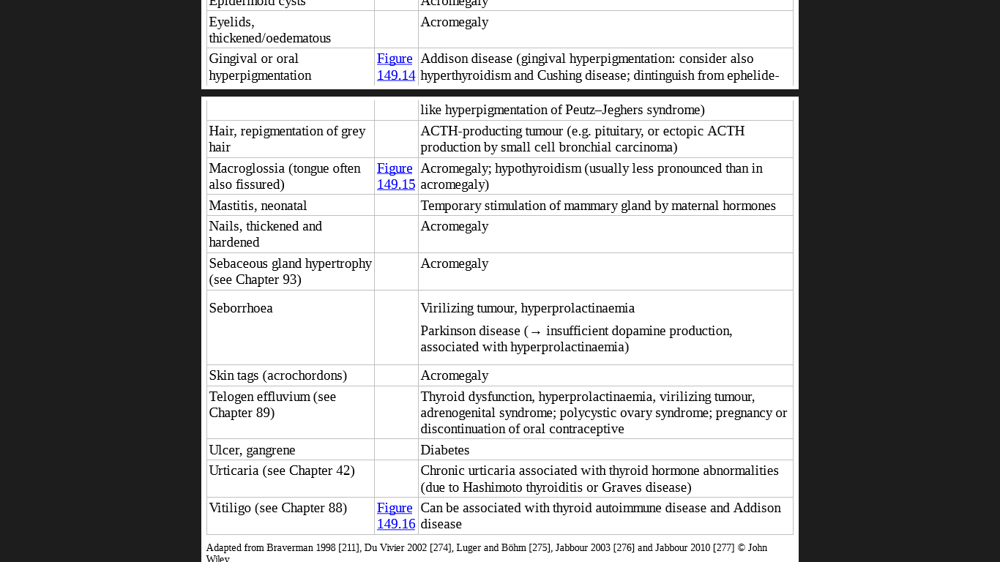 Epidermoid cysts Acromegaly
Eyelids, Acromegaly
thickened/oedematous
Gingival or oral Figure Addison disease (gingival hyperpigmentation: consider also
hyperpigmentation 149.14 hyperthyroidism and Cushing disease; dintinguish from ephelide-
like hyperpigmentation of Peutz–Jeghers syndrome)
Hair, repigmentation of grey ACTH-producing tumour (e.g. pituitary, or ectopic ACTH
hair production by small cell bronchial carcinoma)
Macroglossia (tongue often Figure Acromegaly; hypothyroidism (usually less pronounced than in
also fissured) 149.15 acromegaly)
Mastitis, neonatal Temporary stimulation of mammary gland by maternal hormones
Nails, thickened and Acromegaly
hardened
Sebaceous gland hypertrophy Acromegaly
(see Chapter 93)
Seborrhoea Virilizing tumour, hyperprolactinaemia
Parkinson disease (→ insufficient dopamine production,
associated with hyperprolactinaemia)
Skin tags (acrochordons) Acromegaly
Telogen effluvium (see Thyroid dysfunction, hyperprolactinaemia, virilizing tumour,
Chapter 89) adrenogenital syndrome; polycystic ovary syndrome; pregnancy or
discontinuation of oral contraceptive
Ulcer, gangrene Diabetes
Urticaria (see Chapter 42) Chronic urticaria associated with thyroid hormone abnormalities
(due to Hashimoto thyroiditis or Graves disease)
Vitiligo (see Chapter 88) Figure Can be associated with thyroid autoimmune disease and Addison
149.16 disease
Adapted from Braverman 1998 [211], Du Vivier 2002 [274], Luger and Böhm [275], Jabbour 2003 [276] and Jabbour 2010 [277] © John
Wiley